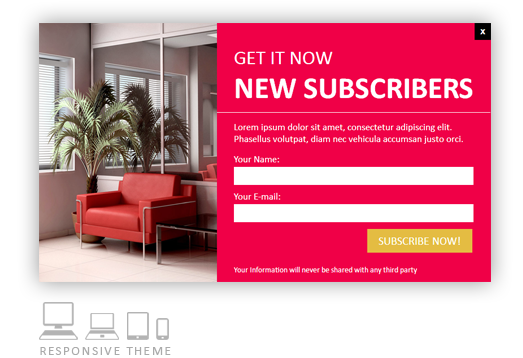 x
GET IT NOW
NEW SUBSCRIBERS
Lorem ipsum dolor sit amet, consectetur adipiscing elit.
Phasellus volutpat, diam nec vehicula accumsan justo orci.
Your Name:
Your E-mail:
SUBSCRIBE NOW!
Your Information will never be shared with any third party
RESPONSIVE THEME